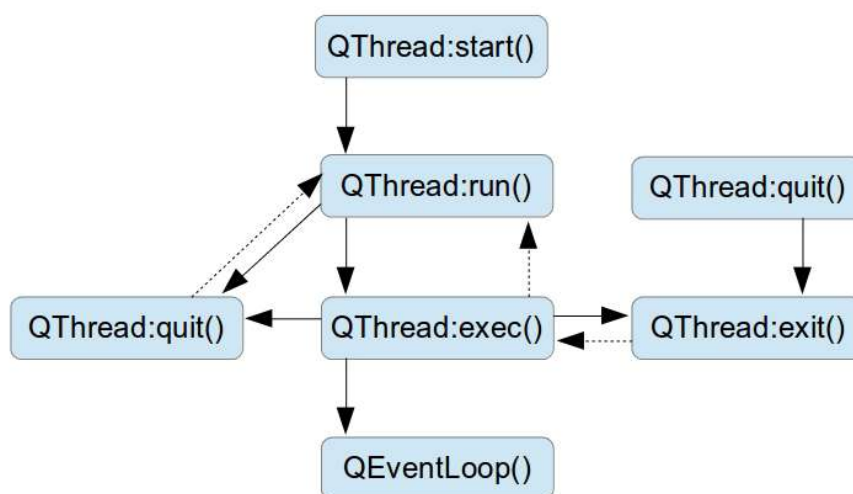 QThread:start()
QThread:run()
QThread:quit()
QThread:quit()
QThread:exec()
QThread:exit()
QEventLoop()